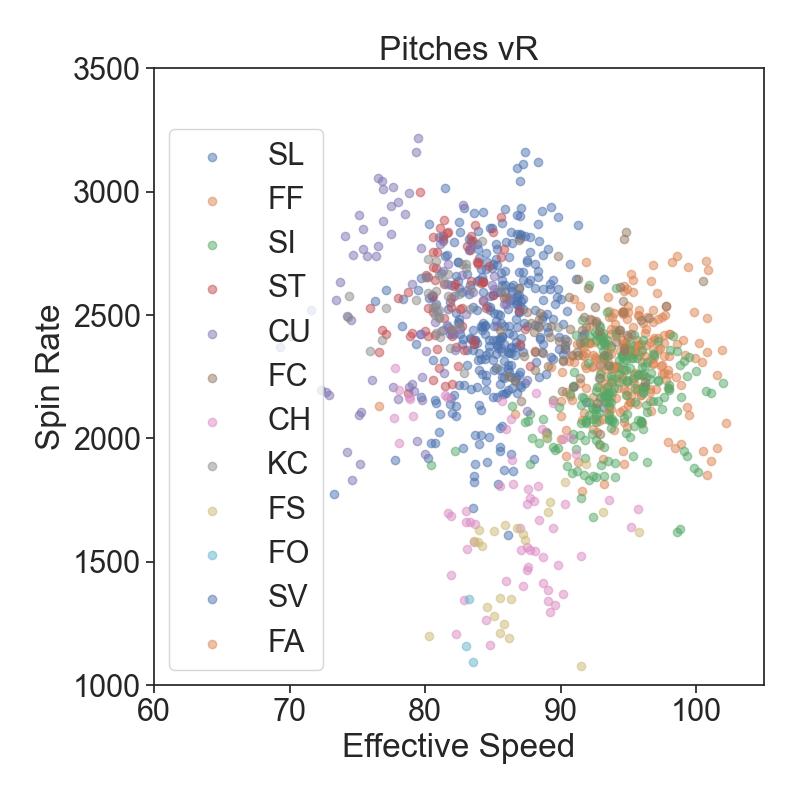 Pitches vR
3500
3000
2500
2000
1500
1000
Spin Rate
SL
FF
SI
ST
CU
FC
CH
KC
FS
FO
SV
FA
60 70 80 90 100
Effective Speed